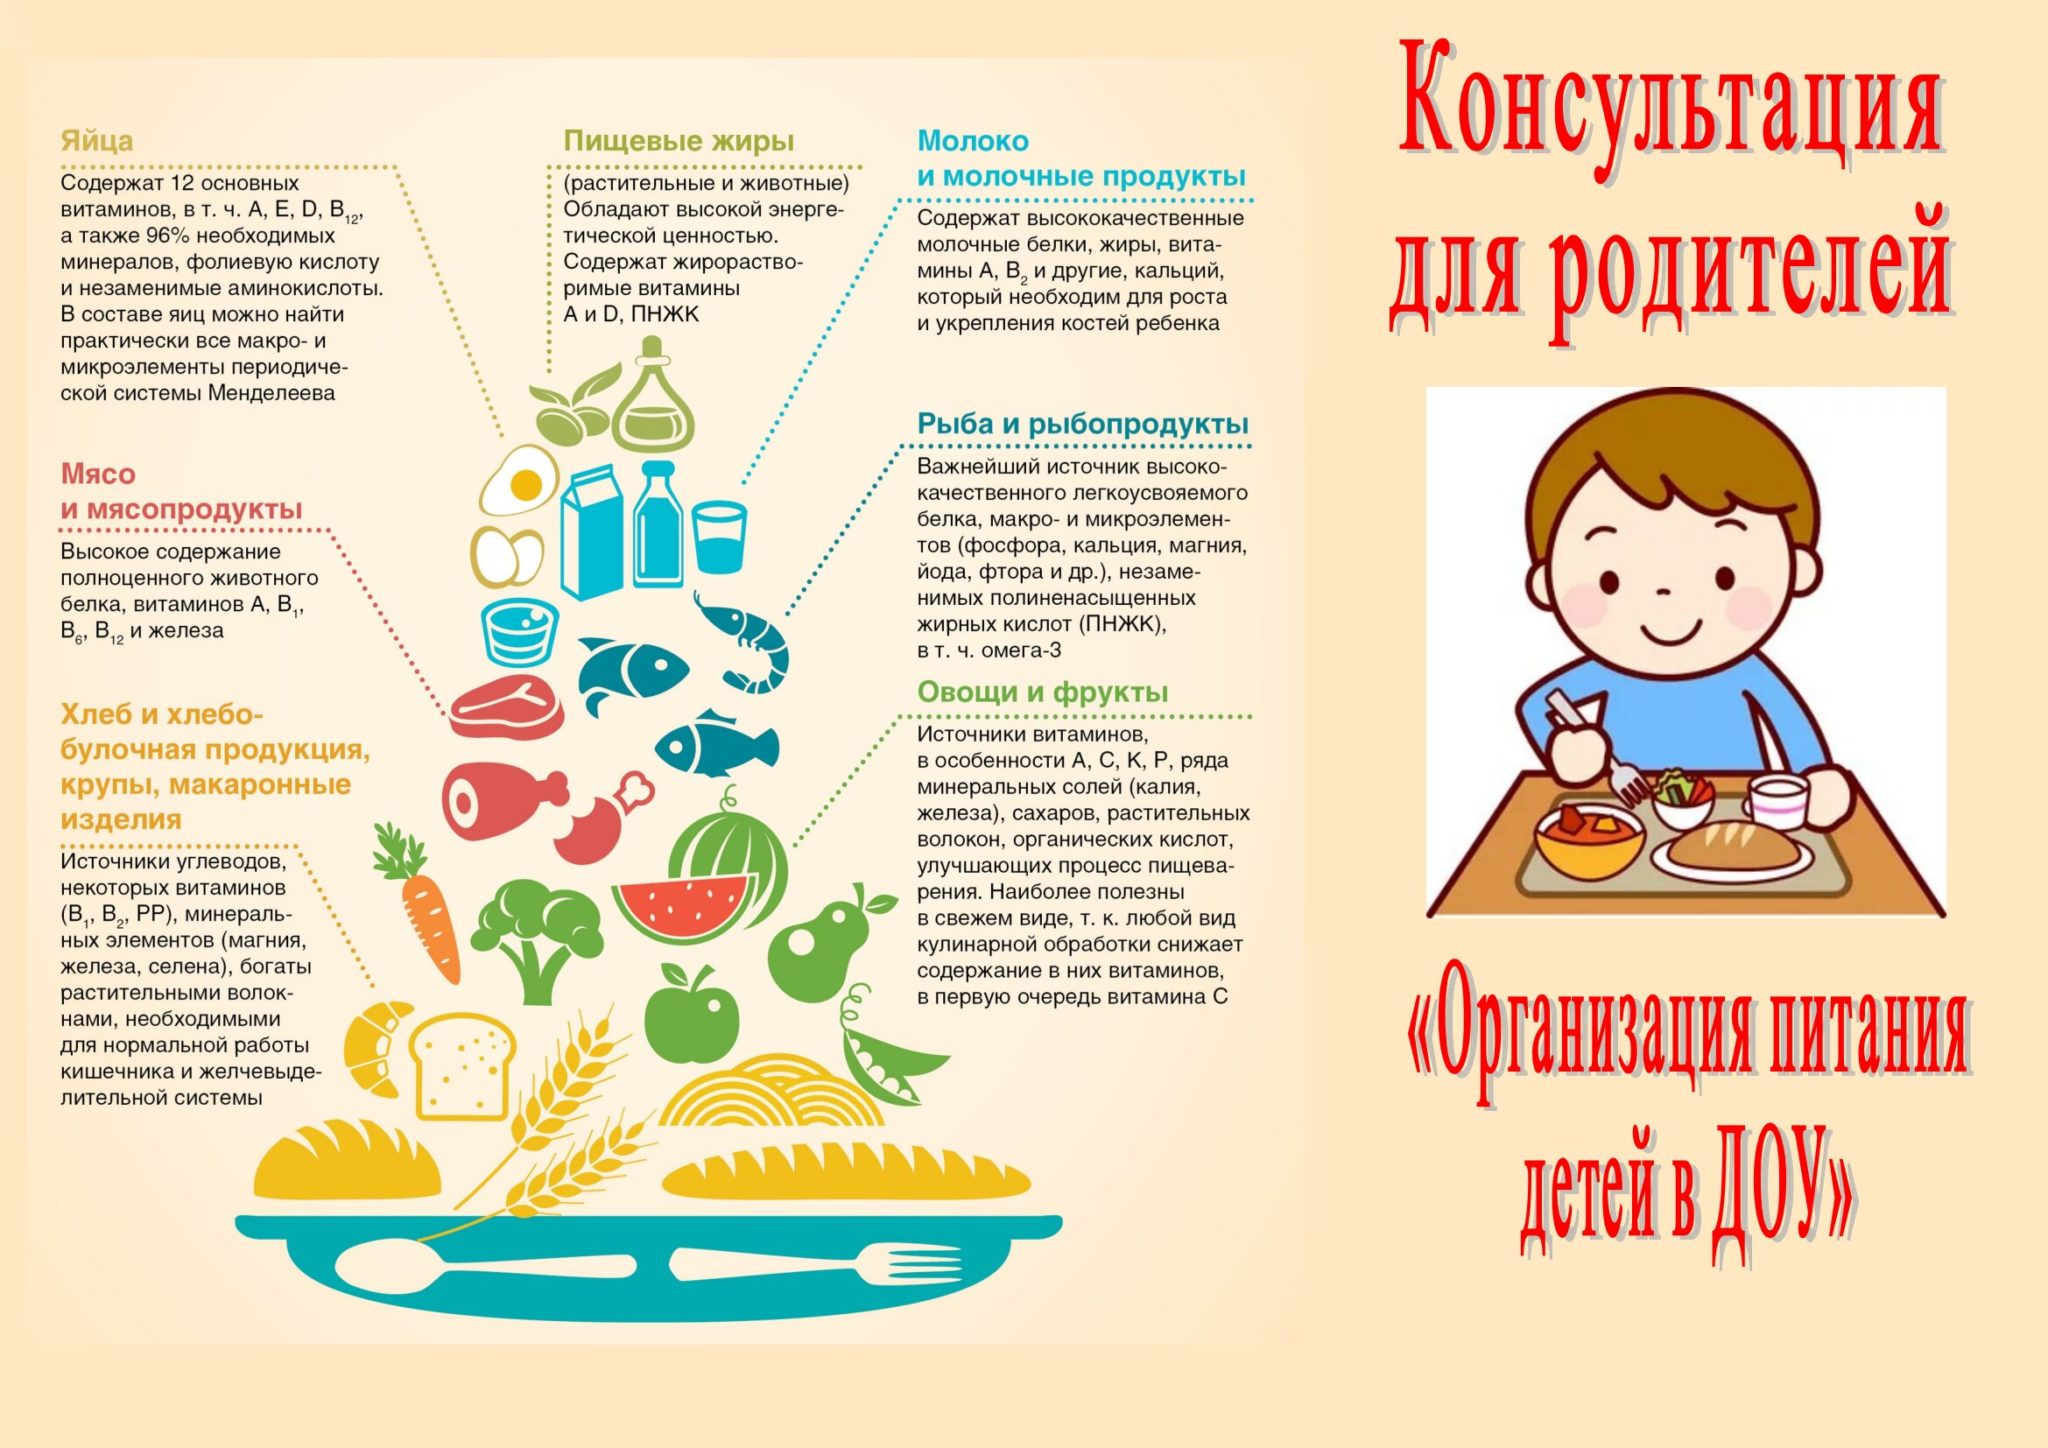 Яйца
Содержат 12 основных
витаминов, в т. ч. А, Е, D, B12,
а также 96% необходимых
минералов, фолиевую кислоту
и незаменимые аминокислоты.
В составе яиц можно найти
практически все макро- и
микроэлементы периодиче-
ской системы Менделеева
Мясо
и мясопродукты
Высокое содержание
полноценного животного
белка, витаминов А, B1,
B6, B12 и железа
Хлеб и хлебо-
булочная продукция,
крупы, макаронные
изделия
Источники углеводов,
некоторых витаминов
(B1, B2, РР), минераль-
ных элементов (магния,
железа, селена), богаты
растительными волок-
нами, необходимыми
для нормальной работы
кишечника и желчевыде-
лительной системы
Пищевые жиры
(растительные и животные)
Обладают высокой энерге-
тической ценностью.
Содержат жирораство-
римые витамины
А и D, ПНЖК
Молоко
и молочные продукты
Содержат высококачественные
молочные белки, жиры, вита-
мины А, B2 и другие, кальций,
который необходим для роста
и укрепления костей ребенка
Рыба и рыбопродукты
Важнейший источник высоко-
качественного легкоусвояемого
белка, макро- и микроэлемен-
тов (фосфора, кальция, магния,
йода, фтора и др.), незаме-
нимых полиненасыщенных
жирных кислот (ПНЖК),
в т. ч. омега-3
Овощи и фрукты
Источники витаминов,
в особенности А, С, К, Р, ряда
минеральных солей (калия,
железа), сахаров, растительных
волокон, органических кислот,
улучшающих процесс пищева-
рения. Наиболее полезны
в свежем виде, т. к. любой вид
кулинарной обработки снижает
содержание в них витаминов,
в первую очередь витамина С
Консультация
для родителей
«Организация питания
детей в ДОУ»